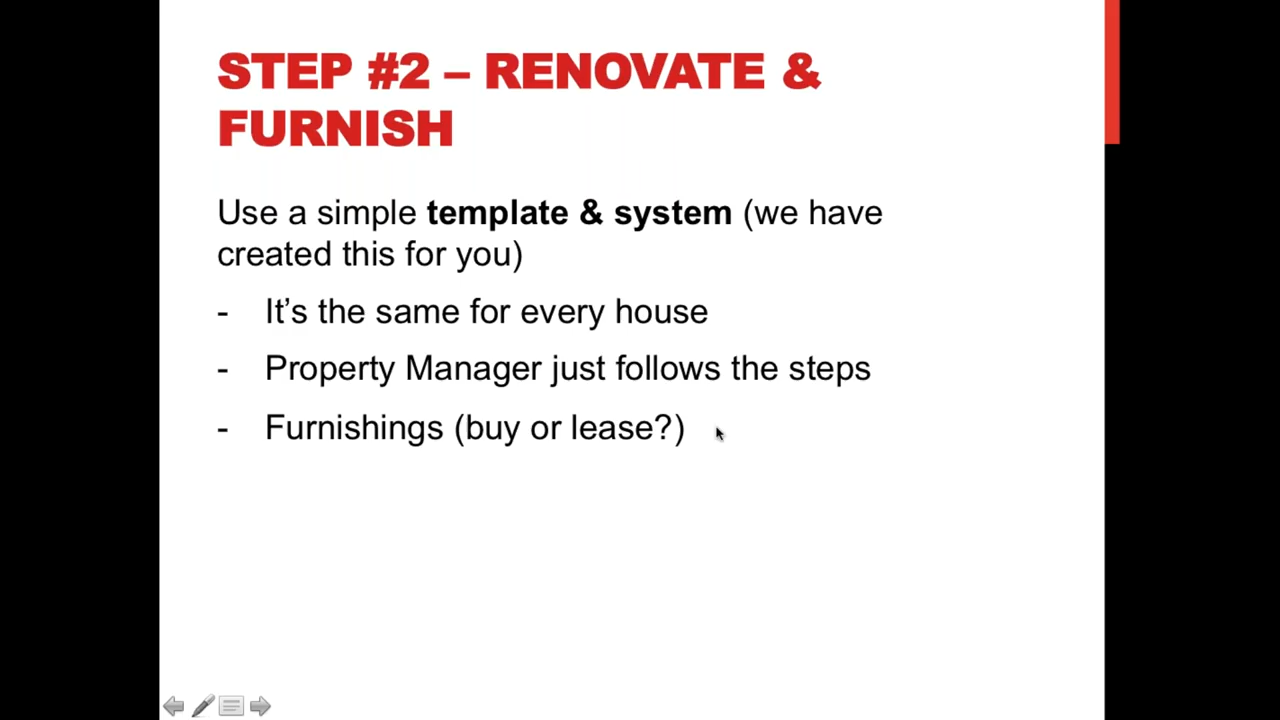 STEP #2 – RENOVATE &
FURNISH
Use a simple template & system (we have
created this for you)
- It’s the same for every house
- Property Manager just follows the steps
- Furnishings (buy or lease?)